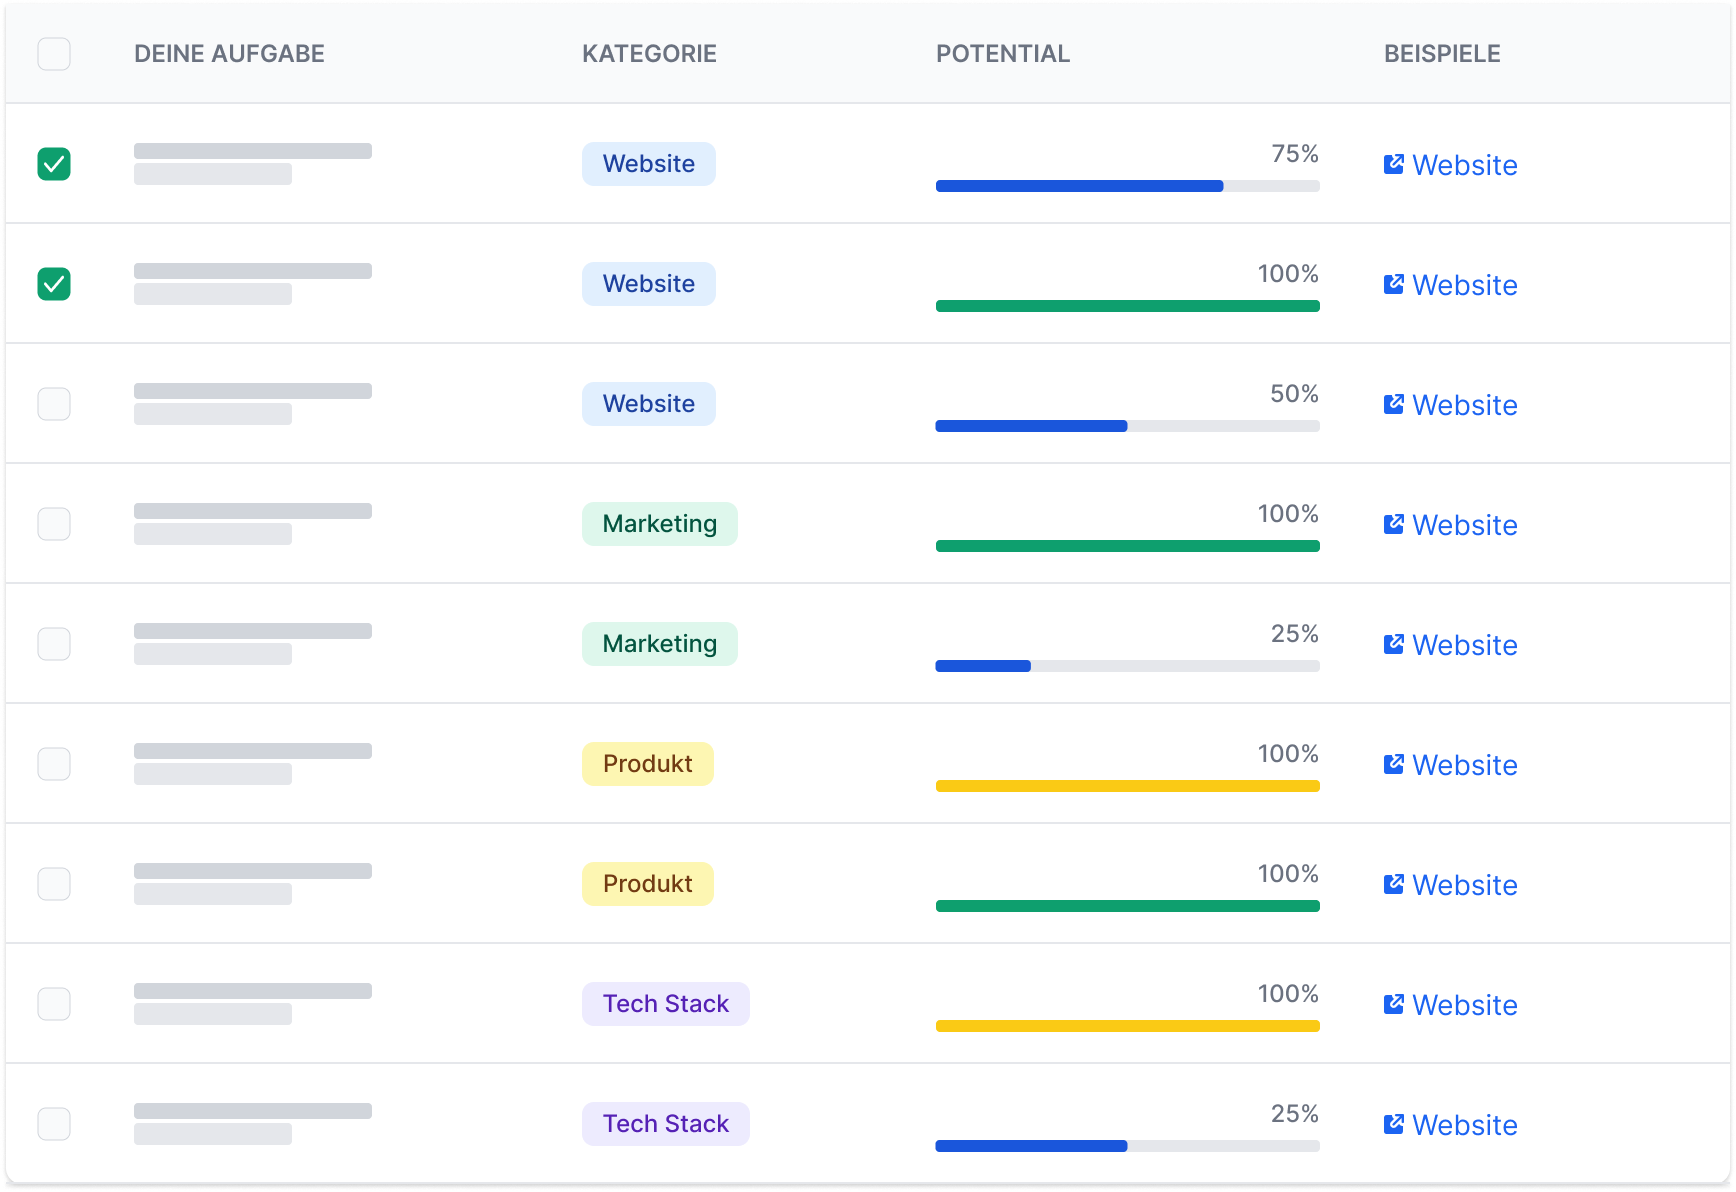 DEINE AUFGABE KATEGORIE POTENTIAL BEISPIELE
Website 75% Website
Website 100% Website
Website 50% Website
Marketing 100% Website
Marketing 25% Website
Produkt 100% Website
Produkt 100% Website
Tech Stack 100% Website
Tech Stack 25% Website